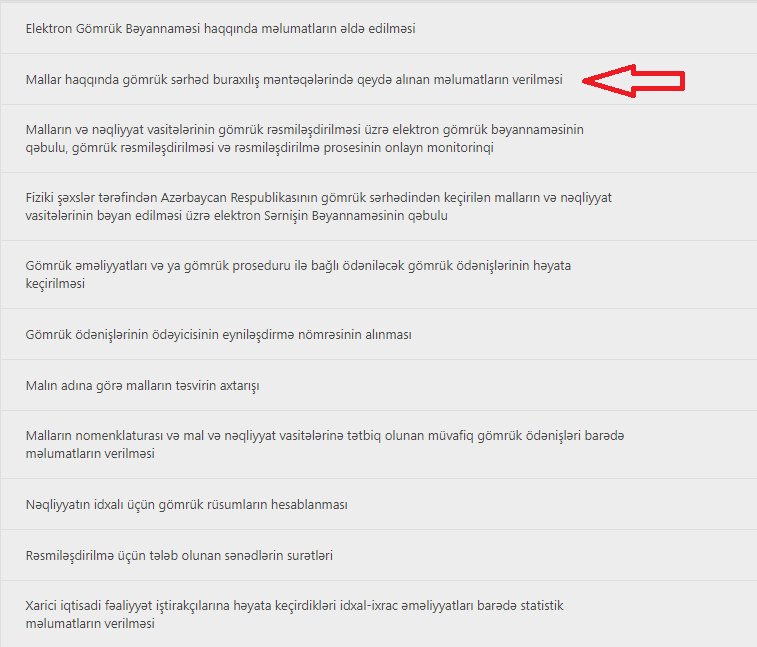 Elektron Gömrük Bəyannaməsi haqqında məlumatların əldə edilməsi
Mallar haqqında gömrük sərhəd buraxılış məntəqələrində qeydə alınan məlumatların verilməsi
Malların və nəqliyyat vasitələrinin gömrük rəsmiləşdirilməsi üzrə elektron gömrük bəyannaməsinin
qəbulu, gömrük rəsmiləşdirilməsi və rəsmiləşdirilmə prosesinin onlayn monitorinqi
Fiziki şəxslər tərəfindən Azərbaycan Respublikasının gömrük sərhədindən keçirilən malların və nəqliyyat
vasitələrinin bəyan edilməsi üzrə elektron Sərnişin Bəyannaməsinin qəbulu
Gömrük əməliyyatları və ya gömrük proseduru ilə bağlı ödəniləcək gömrük ödənişlərinin həyata
keçirilməsi
Gömrük ödənişlərinin ödəyicisinin eyniləşdirmə nömrəsinin alınması
Malın adına görə malların təsvirin axtarışı
Malların nomenklaturası və mal və nəqliyyat vasitələrinə tətbiq olunan müvafiq gömrük ödənişləri barədə
məlumatların verilməsi
Nəqliyyatın idxalı üçün gömrük rüsumların hesablanması
Rəsmiləşdirilmə üçün tələb olunan sənədlərin surətləri
Xarici iqtisadi fəaliyyət iştirakçılarına həyata keçirdikləri idxal-ixrac əməliyyatları barədə statistik
məlumatların verilməsi